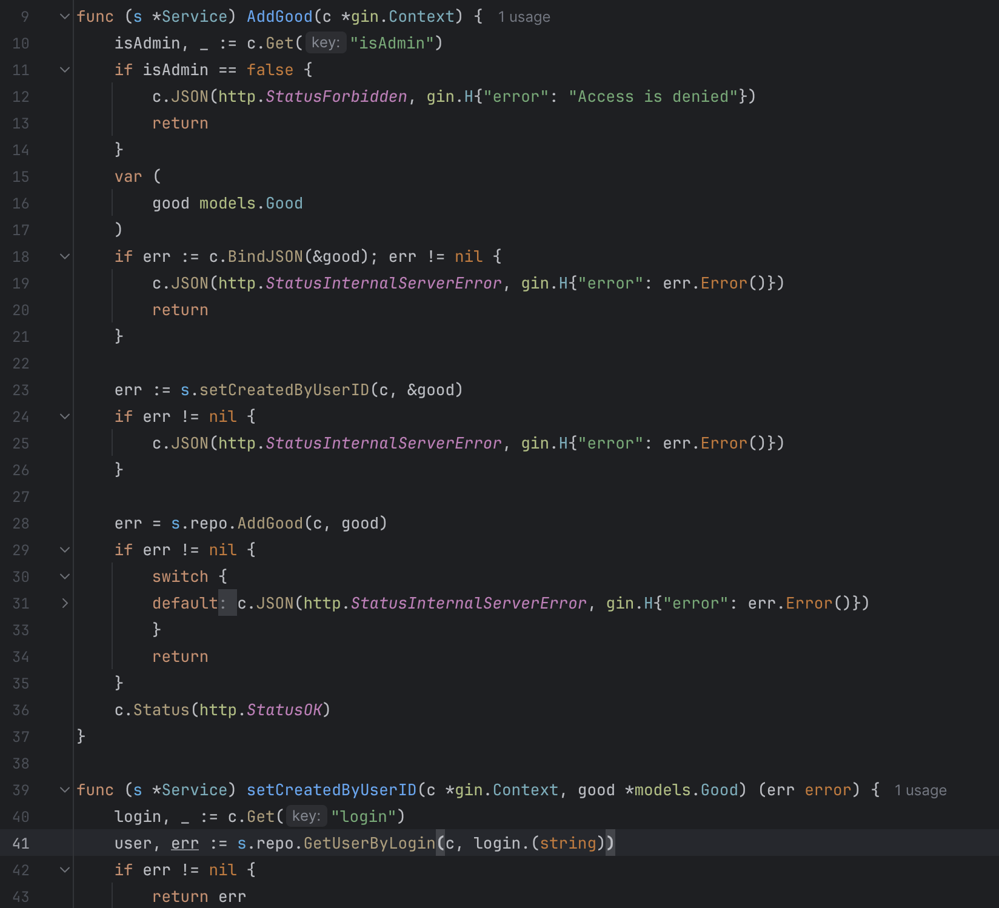 9 func (s *Service) AddGood(c *gin.Context) { 1 usage
10 isAdmin, _ := c.Get( key: "isAdmin")
11 if isAdmin == false {
12 c.JSON(http.StatusForbidden, gin.H{"error": "Access is denied"})
13 return
14 }
15 var (
16 good models.Good
17 )
18 if err := c.BindJSON(&good); err != nil {
19 c.JSON(http.StatusInternalServerError, gin.H{"error": err.Error()})
20 return
21 }
22
23 err := s.setCreatedByUserID(c, &good)
24 if err != nil {
25 c.JSON(http.StatusInternalServerError, gin.H{"error": err.Error()})
26 }
27
28 err = s.repo.AddGood(c, good)
29 if err != nil {
30 switch {
31 default: c.JSON(http.StatusInternalServerError, gin.H{"error": err.Error()})
33 }
34 return
35 }
36 c.Status(http.StatusOK)
37 }
38
39 func (s *Service) setCreatedByUserID(c *gin.Context, good *models.Good) (err error) { 1 usage
40 login, _ := c.Get( key: "login")
41 user, err := s.repo.GetUserByLogin(c, login.(string))
42 if err != nil {
43 return err